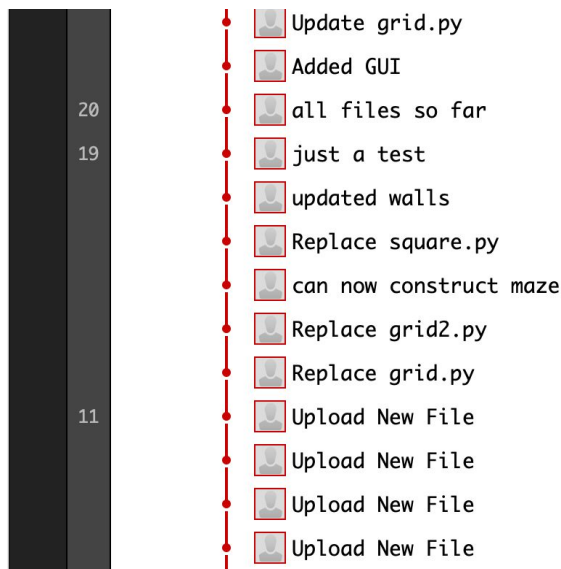 Update grid.py
Added GUI
20 all files so far
19 just a test
updated walls
Replace square.py
can now construct maze
Replace grid2.py
Replace grid.py
11 Upload New File
Upload New File
Upload New File
Upload New File